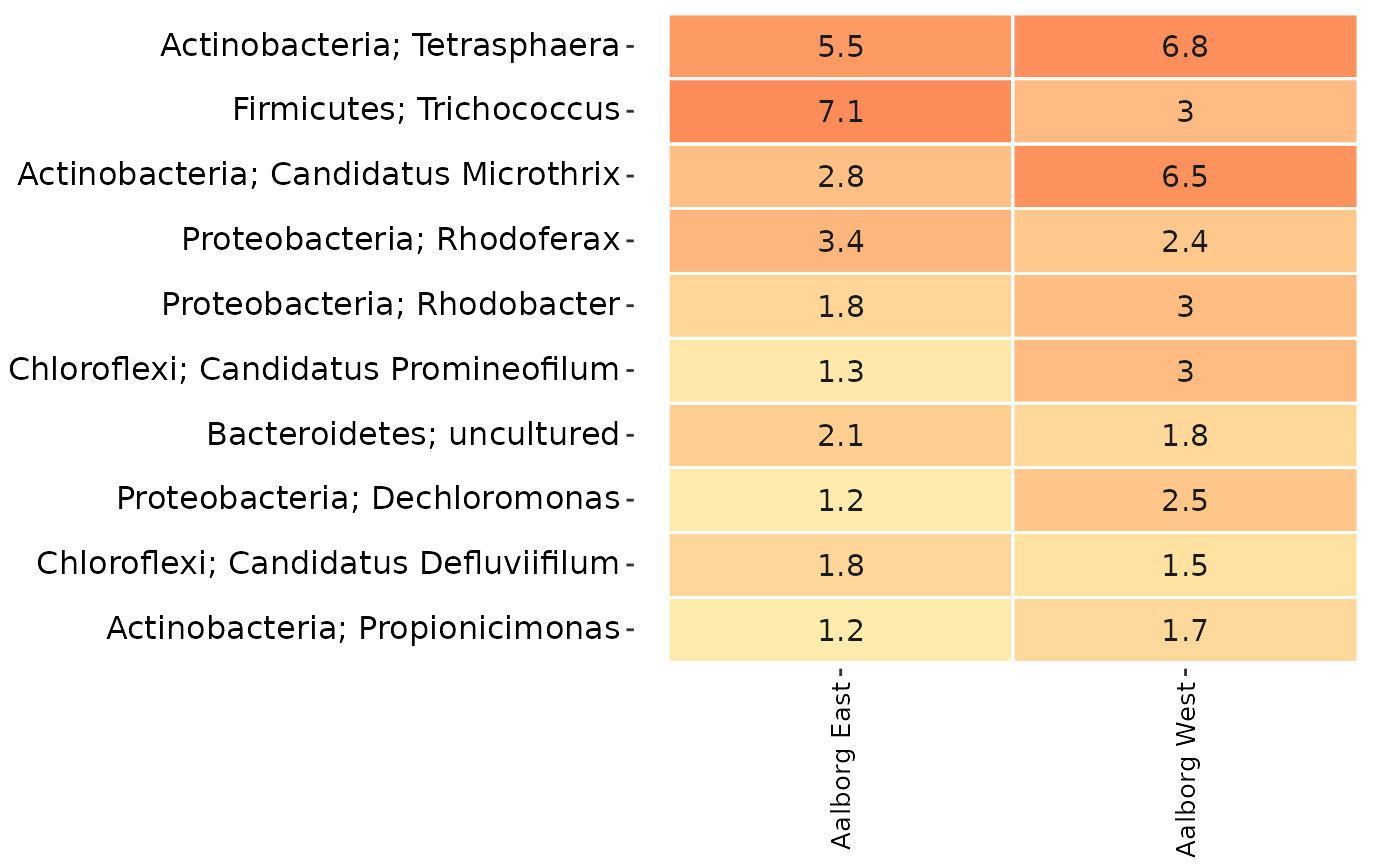 Actinobacteria; Tetrasphaera 5.5 6.8
Firmicutes; Trichococcus 7.1 3
Actinobacteria; Candidatus Microthrix 2.8 6.5
Proteobacteria; Rhodoferax 3.4 2.4
Proteobacteria; Rhodobacter 1.8 3
Chloroflexi; Candidatus Promineofilum 1.3 3
Bacteroidetes; uncultured 2.1 1.8
Proteobacteria; Dechloromonas 1.2 2.5
Chloroflexi; Candidatus Defluviifilum 1.8 1.5
Actinobacteria; Propionicimonas 1.2 1.7
Aalborg East
Aalborg West